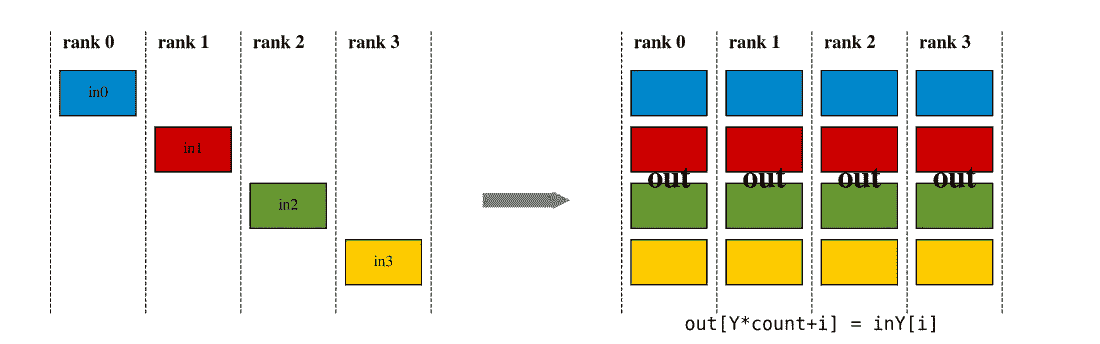 rank 0 rank 1 rank 2 rank 3 rank 0 rank 1 rank 2 rank 3
in0
in1
out out out out
in2
in3
out[Y*count+i] = inY[i]